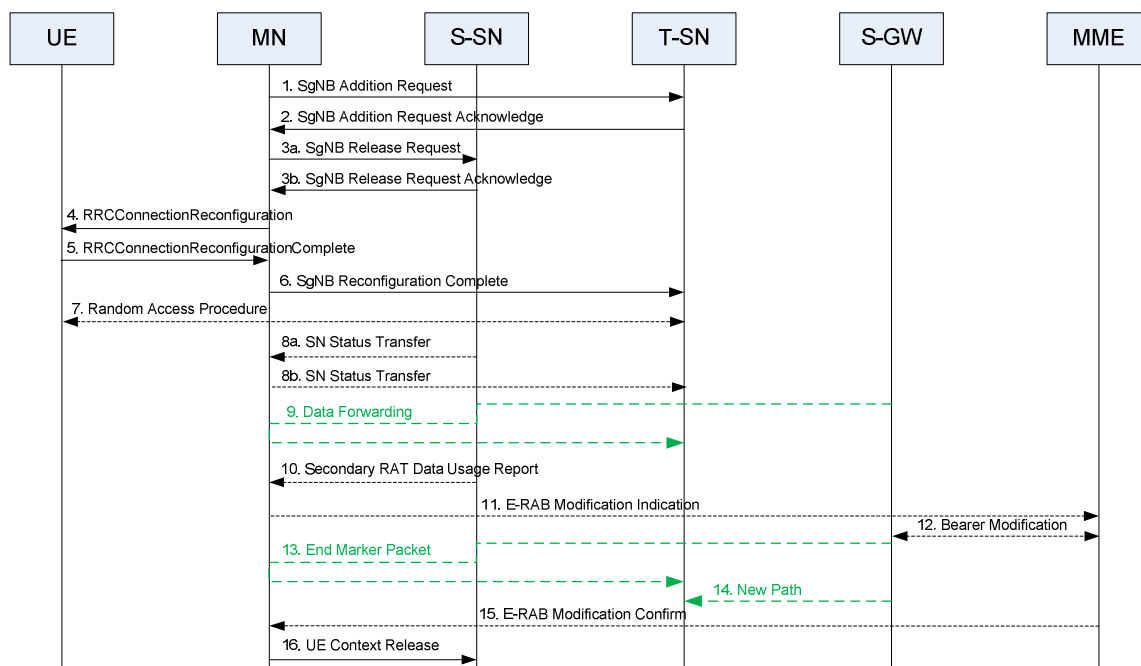 UE
MN
S-SN
T-SN
S-GW
MME
1. SgNB Addition Request
2. SgNB Addition Request Acknowledge
3a. SgNB Release Request
3b. SgNB Release Request Acknowledge
4. RRCConnectionReconfiguration
5. RRCConnectionReconfigurationComplete
6. SgNB Reconfiguration Complete
7. Random Access Procedure
8a. SN Status Transfer
8b. SN Status Transfer
9. Data Forwarding
10. Secondary RAT Data Usage Report
11. E-RAB Modification Indication
12. Bearer Modification
13. End Marker Packet
14. New Path
15. E-RAB Modification Confirm
16. UE Context Release